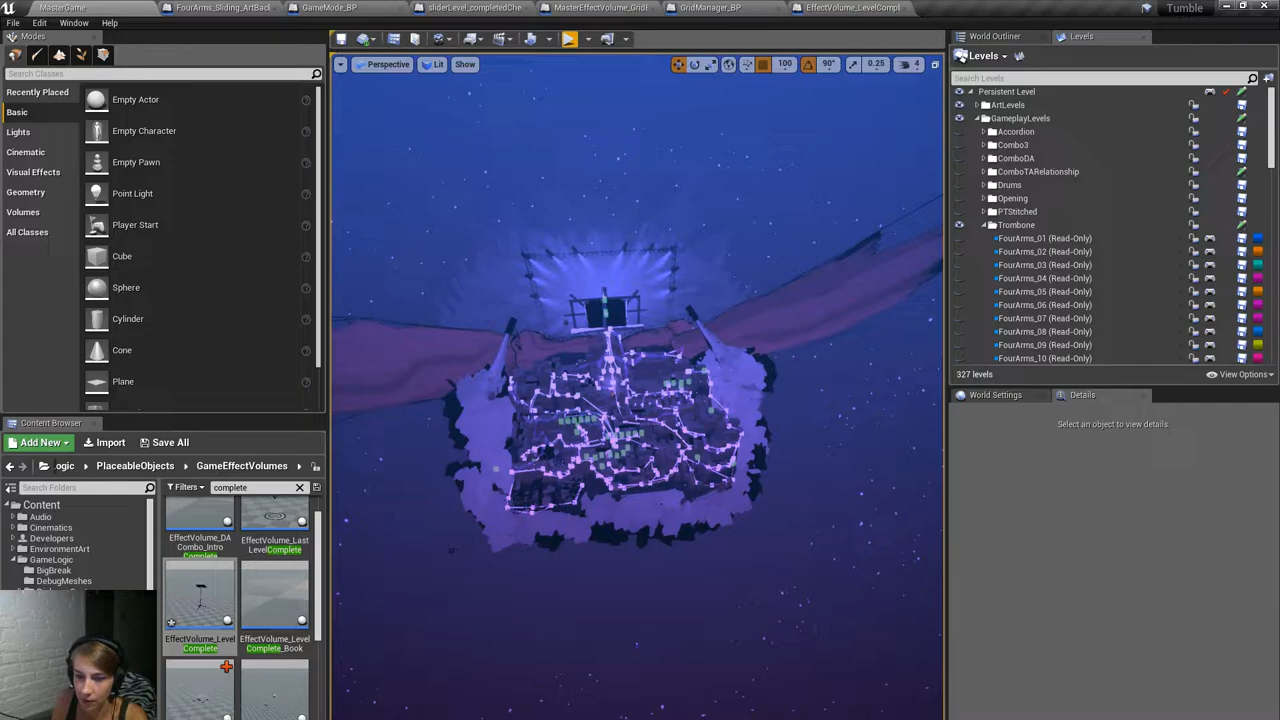 MasterGame
FourArms_Sliding_ArtBacl
GameMode_BP
sliderLevel_completedChe
MasterEffectVolume_GridI
GridManager_BP
EffectVolume_LevelCompl
Tumble
File Edit Window Help
Modes
Search Classes
Recently Placed
Basic
Lights
Cinematic
Visual Effects
Geometry
Volumes
All Classes
Empty Actor
Empty Character
Empty Pawn
Point Light
Player Start
Cube
Sphere
Cylinder
Cone
Plane
Perspective Lit Show
100 90° 0.25 4
World Outliner Levels
Levels
Search Levels
Persistent Level
ArtLevels
GameplayLevels
Accordion
Combo3
ComboDA
ComboTARelationship
Drums
Opening
PTStitched
Trombone
FourArms_01 (Read-Only)
FourArms_02 (Read-Only)
FourArms_03 (Read-Only)
FourArms_04 (Read-Only)
FourArms_05 (Read-Only)
FourArms_06 (Read-Only)
FourArms_07 (Read-Only)
FourArms_08 (Read-Only)
FourArms_09 (Read-Only)
FourArms_10 (Read-Only)
327 levels View Options
World Settings Details
Select an object to view details.
Content Browser
Add New Import Save All
Logic PlaceableObjects GameEffectVolumes
Search Folders
Filters complete
Content
Audio
Cinematics
Developers
EnvironmentArt
GameLogic
BigBreak
DebugMeshes
EffectVolume_DA
Combo_Intro
Complete
EffectVolume_Last
LevelComplete
EffectVolume_Level
Complete
EffectVolume_Level
Complete_Book